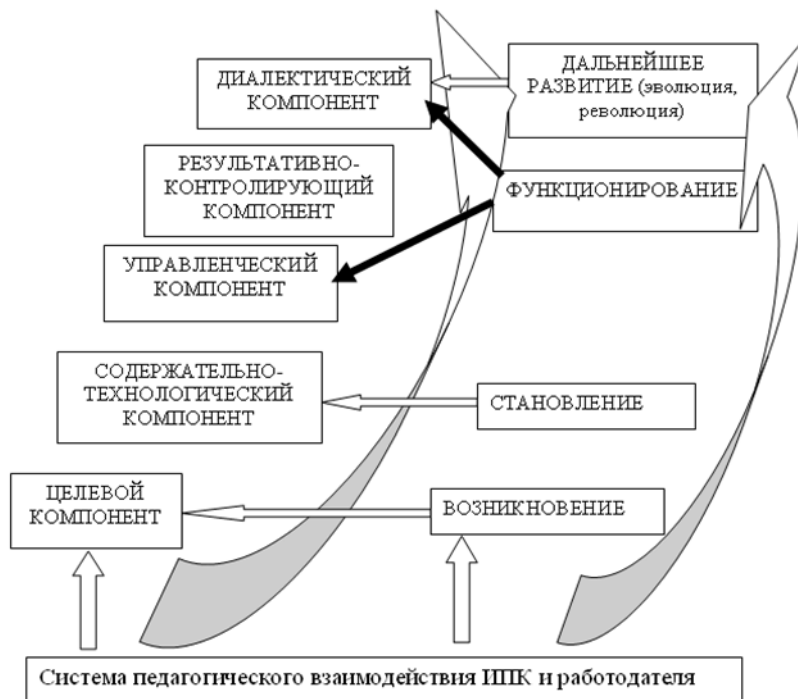 ДИАЛЕКТИЧЕСКИЙ
КОМПОНЕНТ
ДАЛЬНЕЙШЕЕ
РАЗВИТИЕ (эволюция,
революция)
РЕЗУЛЬТАТИВНО-
КОНТРОЛИРУЮЩИЙ
КОМПОНЕНТ
ФУНКЦИОНИРОВАНИЕ
УПРАВЛЕНЧЕСКИЙ
КОМПОНЕНТ
СОДЕРЖАТЕЛЬНО-
ТЕХНОЛОГИЧЕСКИЙ
КОМПОНЕНТ
СТАНОВЛЕНИЕ
ЦЕЛЕВОЙ
КОМПОНЕНТ
ВОЗНИКНОВЕНИЕ
Система педагогического взаимодействия ИПК и работодателя